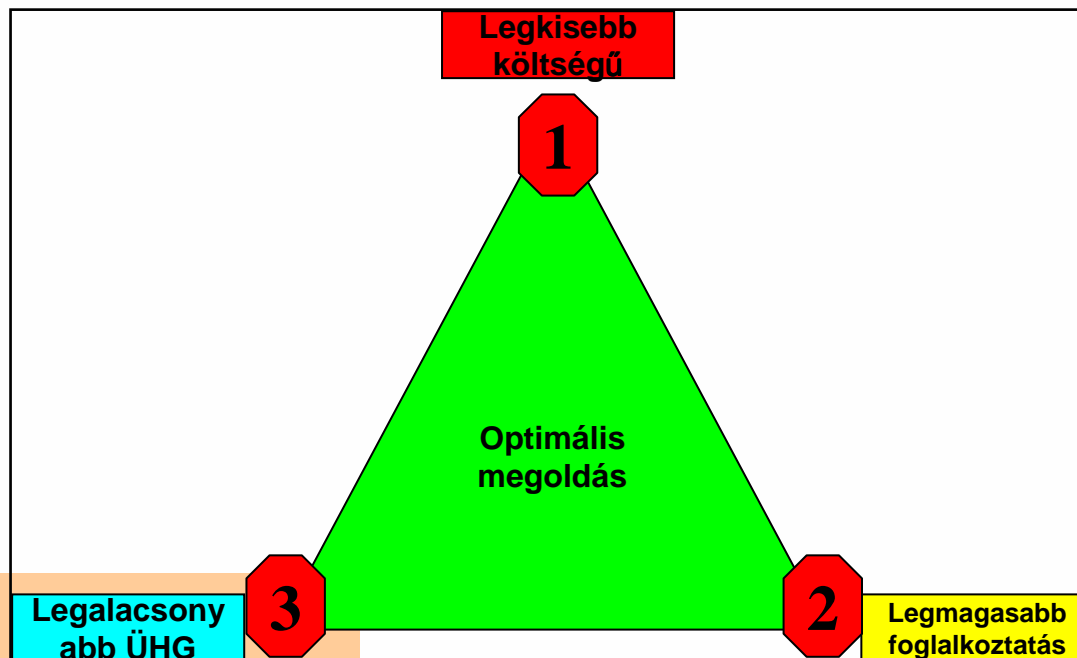 Legkisebb
költségű
1
Optimális
megoldás
3
2
Legalacsony
abb ÜHG
Legmagasabb
foglalkoztatás